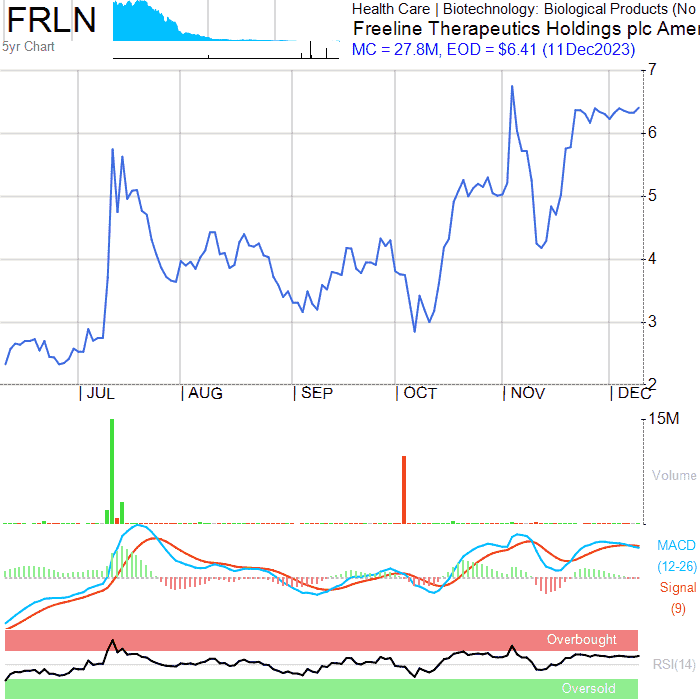 FRLN
5yr Chart
Health Care | Biotechnology: Biological Products (No
Freeline Therapeutics Holdings plc Amer
MC = 27.8M, EOD = $6.41 (11Dec2023)
7
6
5
4
3
2
JUL
AUG
SEP
OCT
NOV
DEC
15M
Volume
MACD
(12-26)
Signal
(9)
Overbought
RSI(14)
Oversold